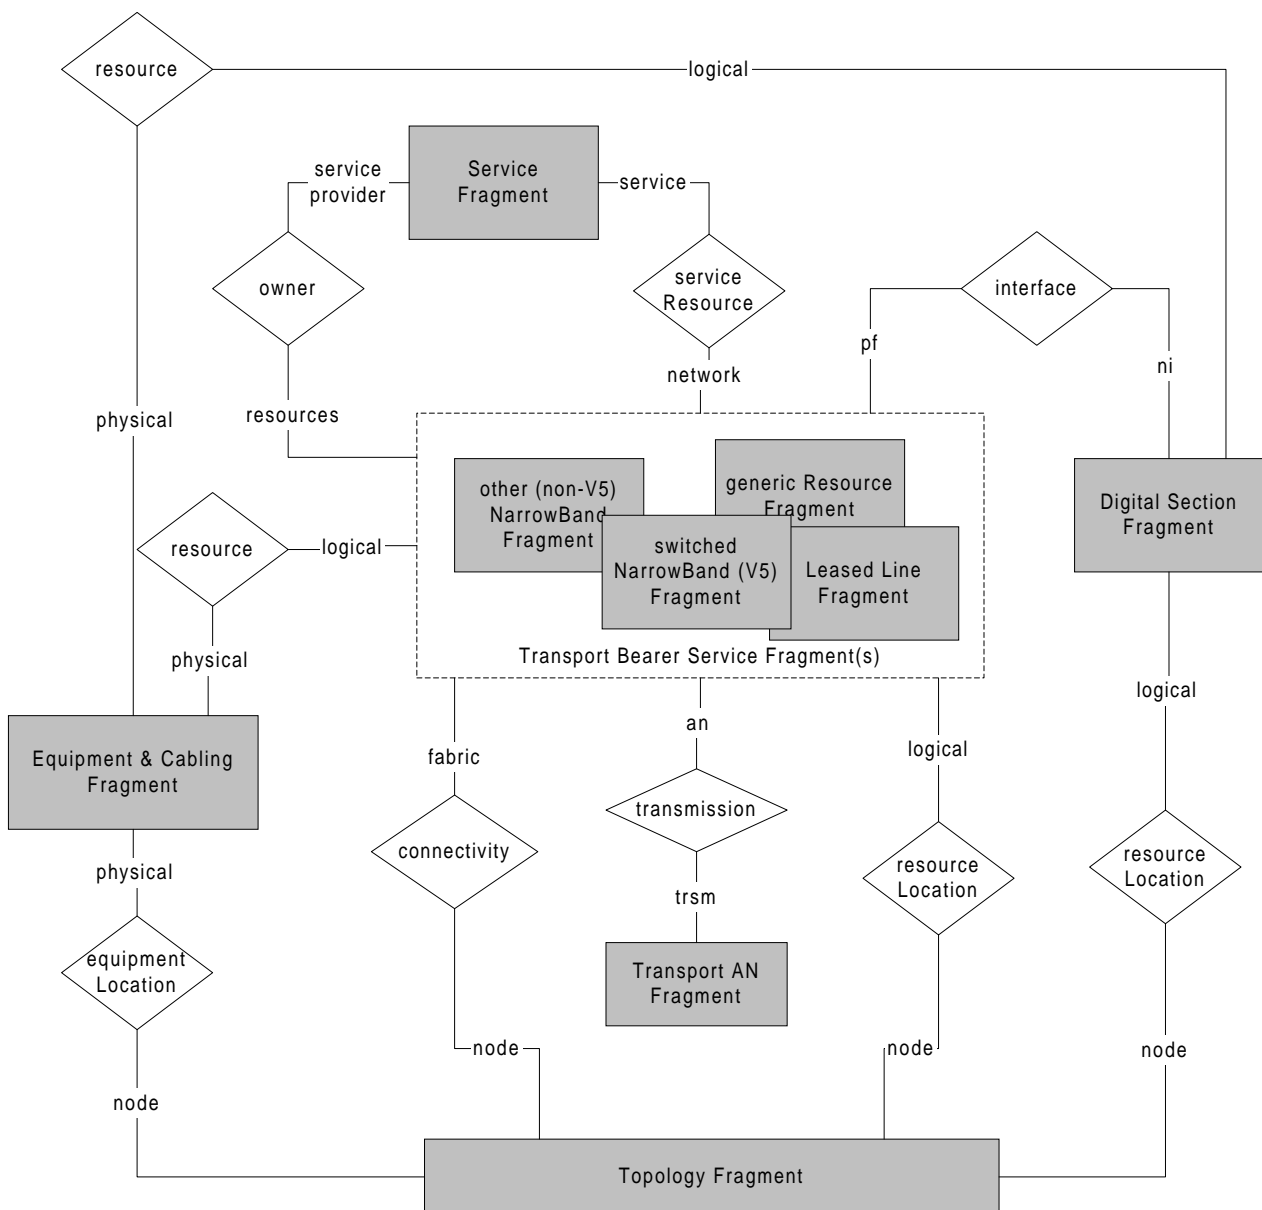 resource
logical
service
provider
Service
Fragment
service
owner
service
Resource
interface
pf
ni
network
physical
resources
other (non-V5)
NarrowBand
Fragment
generic Resource
Fragment
Digital Section
Fragment
resource
logical
switched
NarrowBand (V5)
Fragment
Leased Line
Fragment
Transport Bearer Service Fragment(s)
physical
logical
Equipment & Cabling
Fragment
fabric
an
logical
transmission
connectivity
resource
Location
resource
Location
physical
trsm
equipment
Location
Transport AN
Fragment
node
node
node
node
Topology Fragment